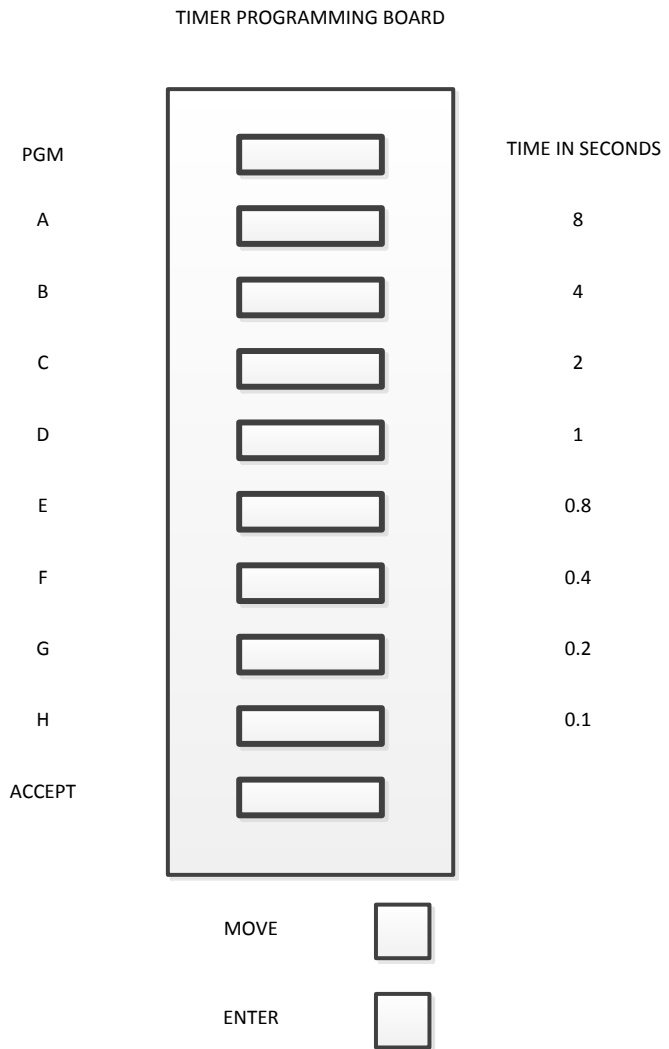 TIMER PROGRAMMING BOARD
PGM
TIME IN SECONDS
A
8
B
4
C
2
D
1
E
0.8
F
0.4
G
0.2
H
0.1
ACCEPT
MOVE
ENTER